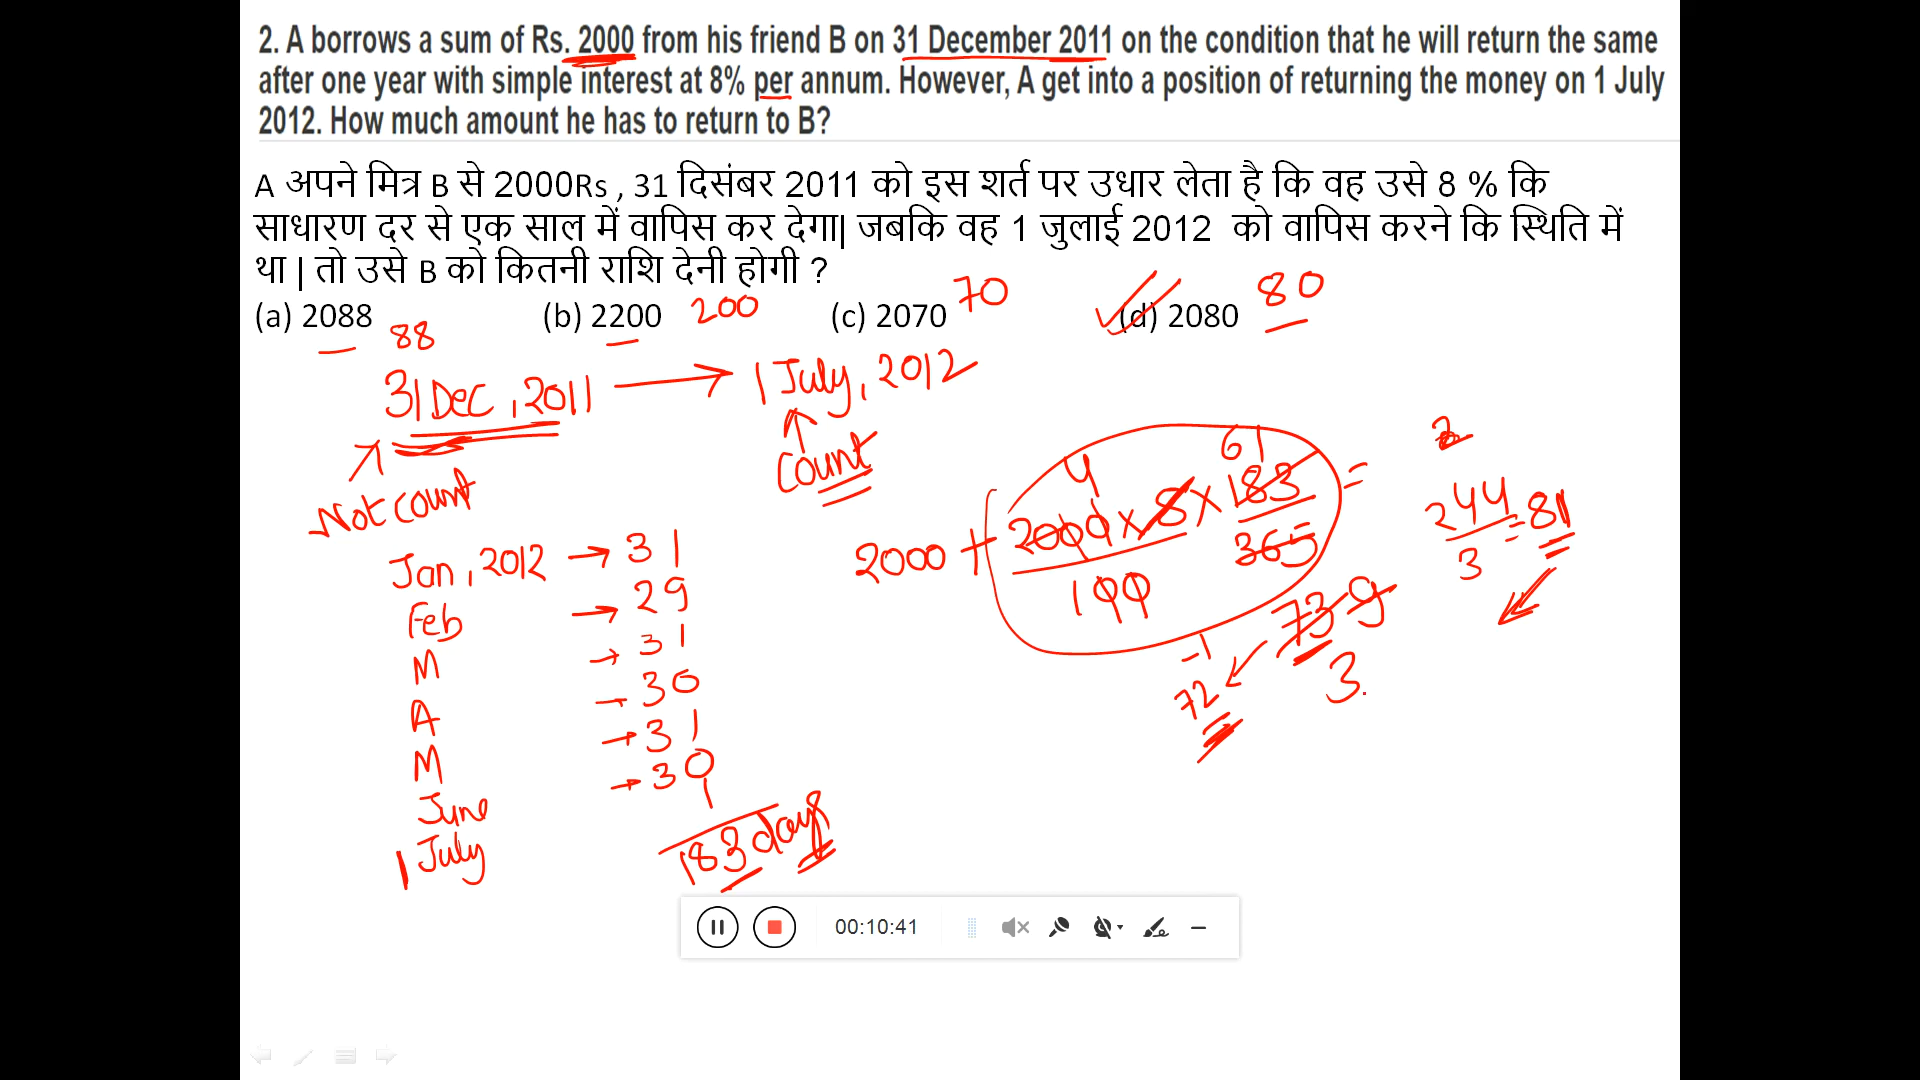 2. A borrows a sum of Rs. 2000 from his friend B on 31 December 2011 on the condition that he will return the same
after one year with simple interest at 8% per annum. However, A get into a position of returning the money on 1 July
2012. How much amount he has to return to B?
A अपने मित्र B से 2000Rs , 31 दिसंबर 2011 को इस शर्त पर उधार लेता है कि वह उसे 8 % कि
साधारण दर से एक साल में वापिस कर देगा| जबकि वह 1 जुलाई 2012 को वापिस करने कि स्थिति में
था | तो उसे B को कितनी राशि देनी होगी ?
(a) 2088 (b) 2200 (c) 2070 (d) 2080
88 200 70 80
31 Dec, 2011 → 1 July, 2012
Not count
Count
Jan, 2012 → 31
Feb → 29
M → 31
A → 30
M → 31
June → 30
1 July 1
183 days
4 61
2000 + 2000 × 8 × 183 =
100 365
73 9
-1
72
3
244 = 81
3
00:10:41